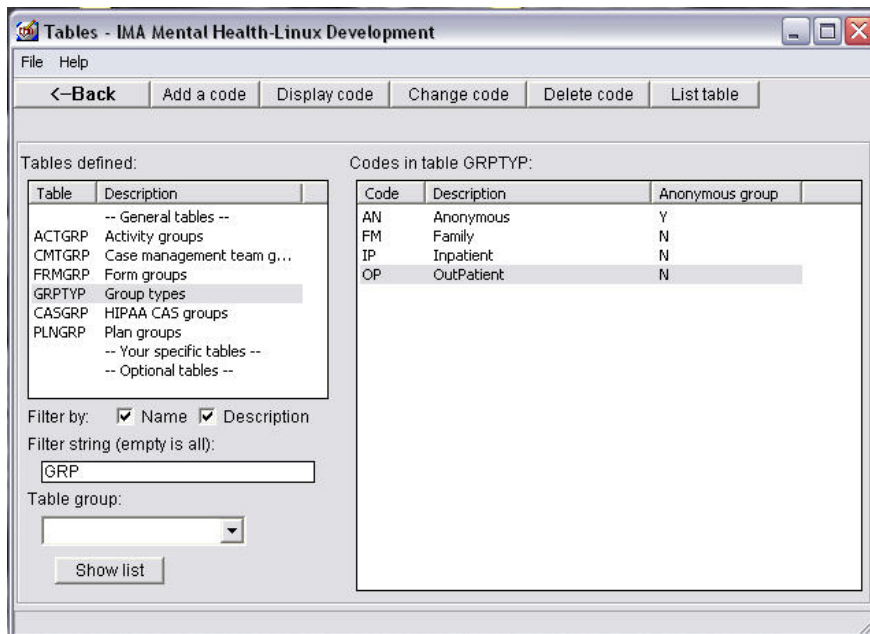 Tables - IMA Mental Health-Linux Development
File Help
<--Back Add a code Display code Change code Delete code List table
Tables defined:
Table Description
-- General tables --
ACTGRP Activity groups
CMTGRP Case management team g...
FRMGRP Form groups
GRPTYP Group types
CASGRP HIPAA CAS groups
PLNGRP Plan groups
-- Your specific tables --
-- Optional tables --
Filter by: Name Description
Filter string (empty is all):
GRP
Table group:
Show list
Codes in table GRPTYP:
Code Description Anonymous group
AN Anonymous Y
FM Family N
IP Inpatient N
OP OutPatient N